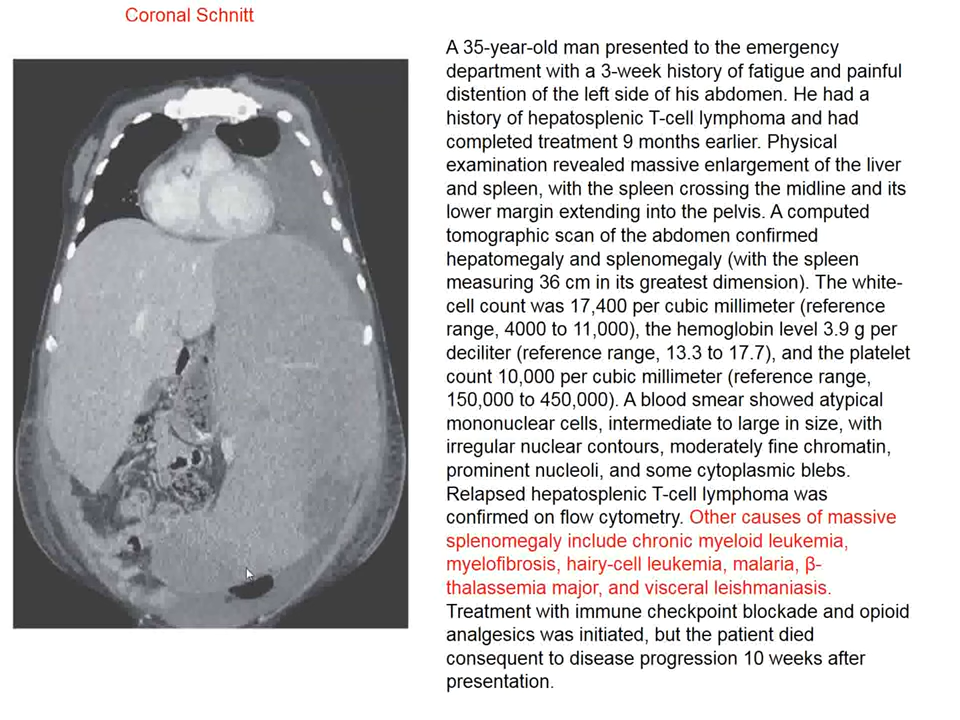 Coronal Schnitt
A 35-year-old man presented to the emergency
department with a 3-week history of fatigue and painful
distention of the left side of his abdomen. He had a
history of hepatosplenic T-cell lymphoma and had
completed treatment 9 months earlier. Physical
examination revealed massive enlargement of the liver
and spleen, with the spleen crossing the midline and its
lower margin extending into the pelvis. A computed
tomographic scan of the abdomen confirmed
hepatomegaly and splenomegaly (with the spleen
measuring 36 cm in its greatest dimension). The white-
cell count was 17,400 per cubic millimeter (reference
range, 4000 to 11,000), the hemoglobin level 3.9 g per
deciliter (reference range, 13.3 to 17.7), and the platelet
count 10,000 per cubic millimeter (reference range,
150,000 to 450,000). A blood smear showed atypical
mononuclear cells, intermediate to large in size, with
irregular nuclear contours, moderately fine chromatin,
prominent nucleoli, and some cytoplasmic blebs.
Relapsed hepatosplenic T-cell lymphoma was
confirmed on flow cytometry. Other causes of massive
splenomegaly include chronic myeloid leukemia,
myelofibrosis, hairy-cell leukemia, malaria, β-
thalassemia major, and visceral leishmaniasis.
Treatment with immune checkpoint blockade and opioid
analgesics was initiated, but the patient died
consequent to disease progression 10 weeks after
presentation.